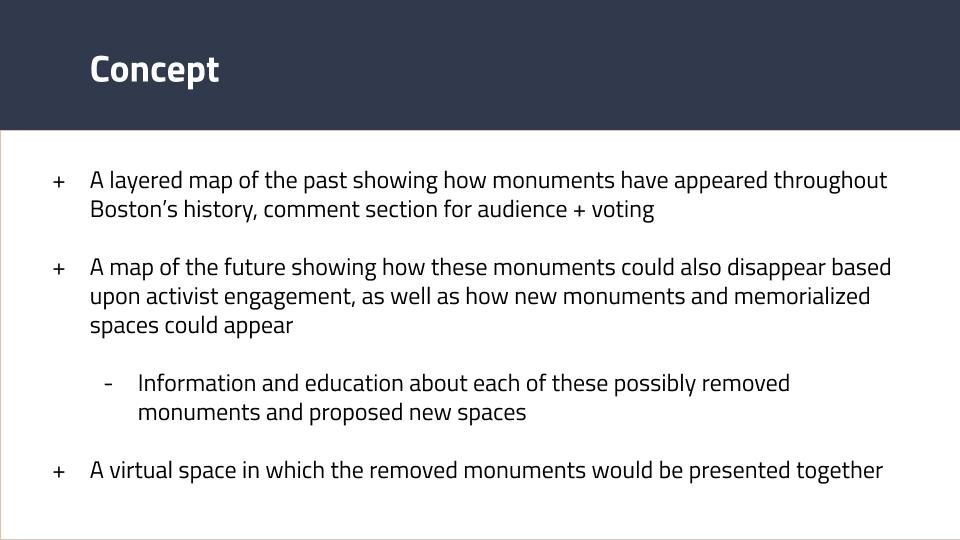 Concept
+ A layered map of the past showing how monuments have appeared throughout
Boston’s history, comment section for audience + voting
+ A map of the future showing how these monuments could also disappear based
upon activist engagement, as well as how new monuments and memorialized
spaces could appear
- Information and education about each of these possibly removed
monuments and proposed new spaces
+ A virtual space in which the removed monuments would be presented together